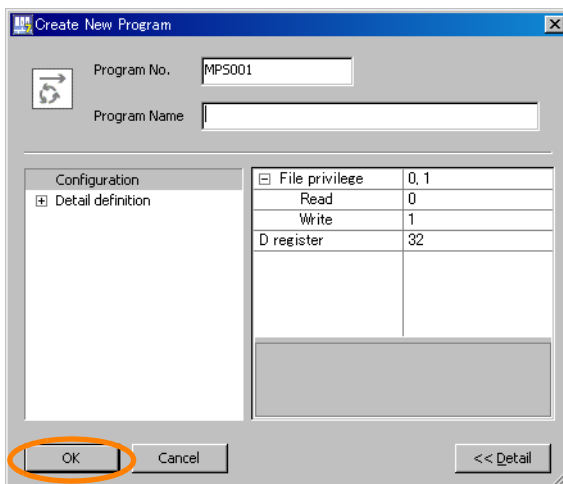 Create New Program
Program No. MPS001
Program Name
Configuration
Detail definition
File privilege 0, 1
Read 0
Write 1
D register 32
OK Cancel << Detail